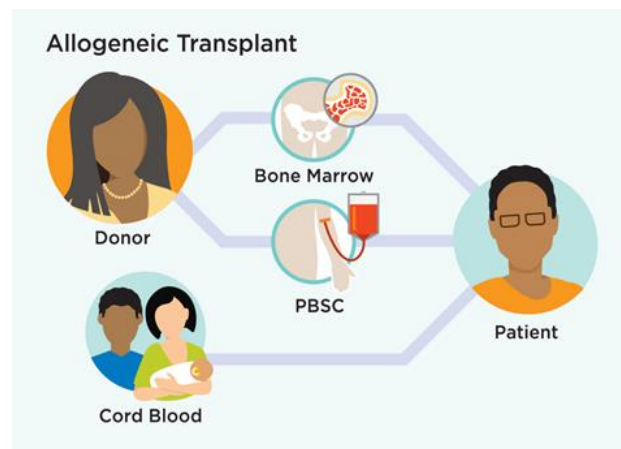 Allogeneic Transplant
Bone Marrow
Donor
PBSC
Patient
Cord Blood